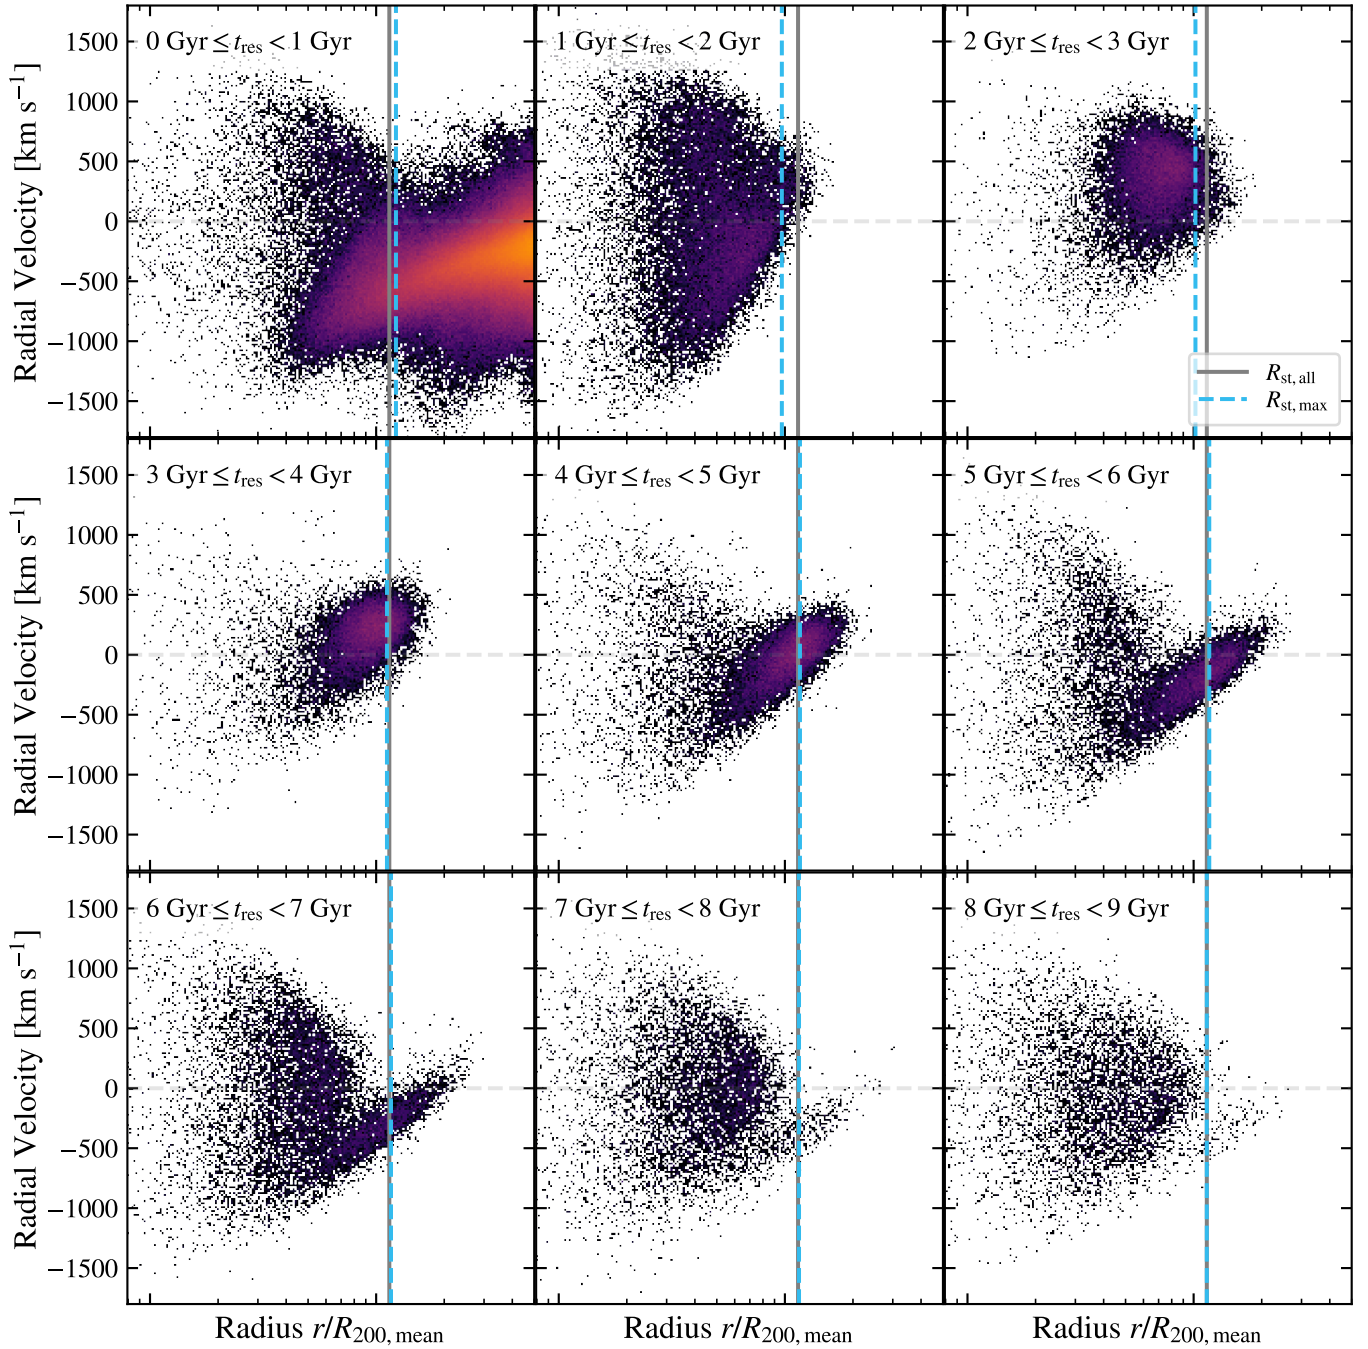 0 Gyr ≤ t_res < 1 Gyr
1 Gyr ≤ t_res < 2 Gyr
2 Gyr ≤ t_res < 3 Gyr
1500
1000
500
0
−500
−1000
−1500
Radial Velocity [km s⁻¹]
R_st, all
R_st, max
3 Gyr ≤ t_res < 4 Gyr
4 Gyr ≤ t_res < 5 Gyr
5 Gyr ≤ t_res < 6 Gyr
1500
1000
500
0
−500
−1000
−1500
Radial Velocity [km s⁻¹]
6 Gyr ≤ t_res < 7 Gyr
7 Gyr ≤ t_res < 8 Gyr
8 Gyr ≤ t_res < 9 Gyr
1500
1000
500
0
−500
−1000
−1500
Radial Velocity [km s⁻¹]
Radius r/R_200, mean
Radius r/R_200, mean
Radius r/R_200, mean